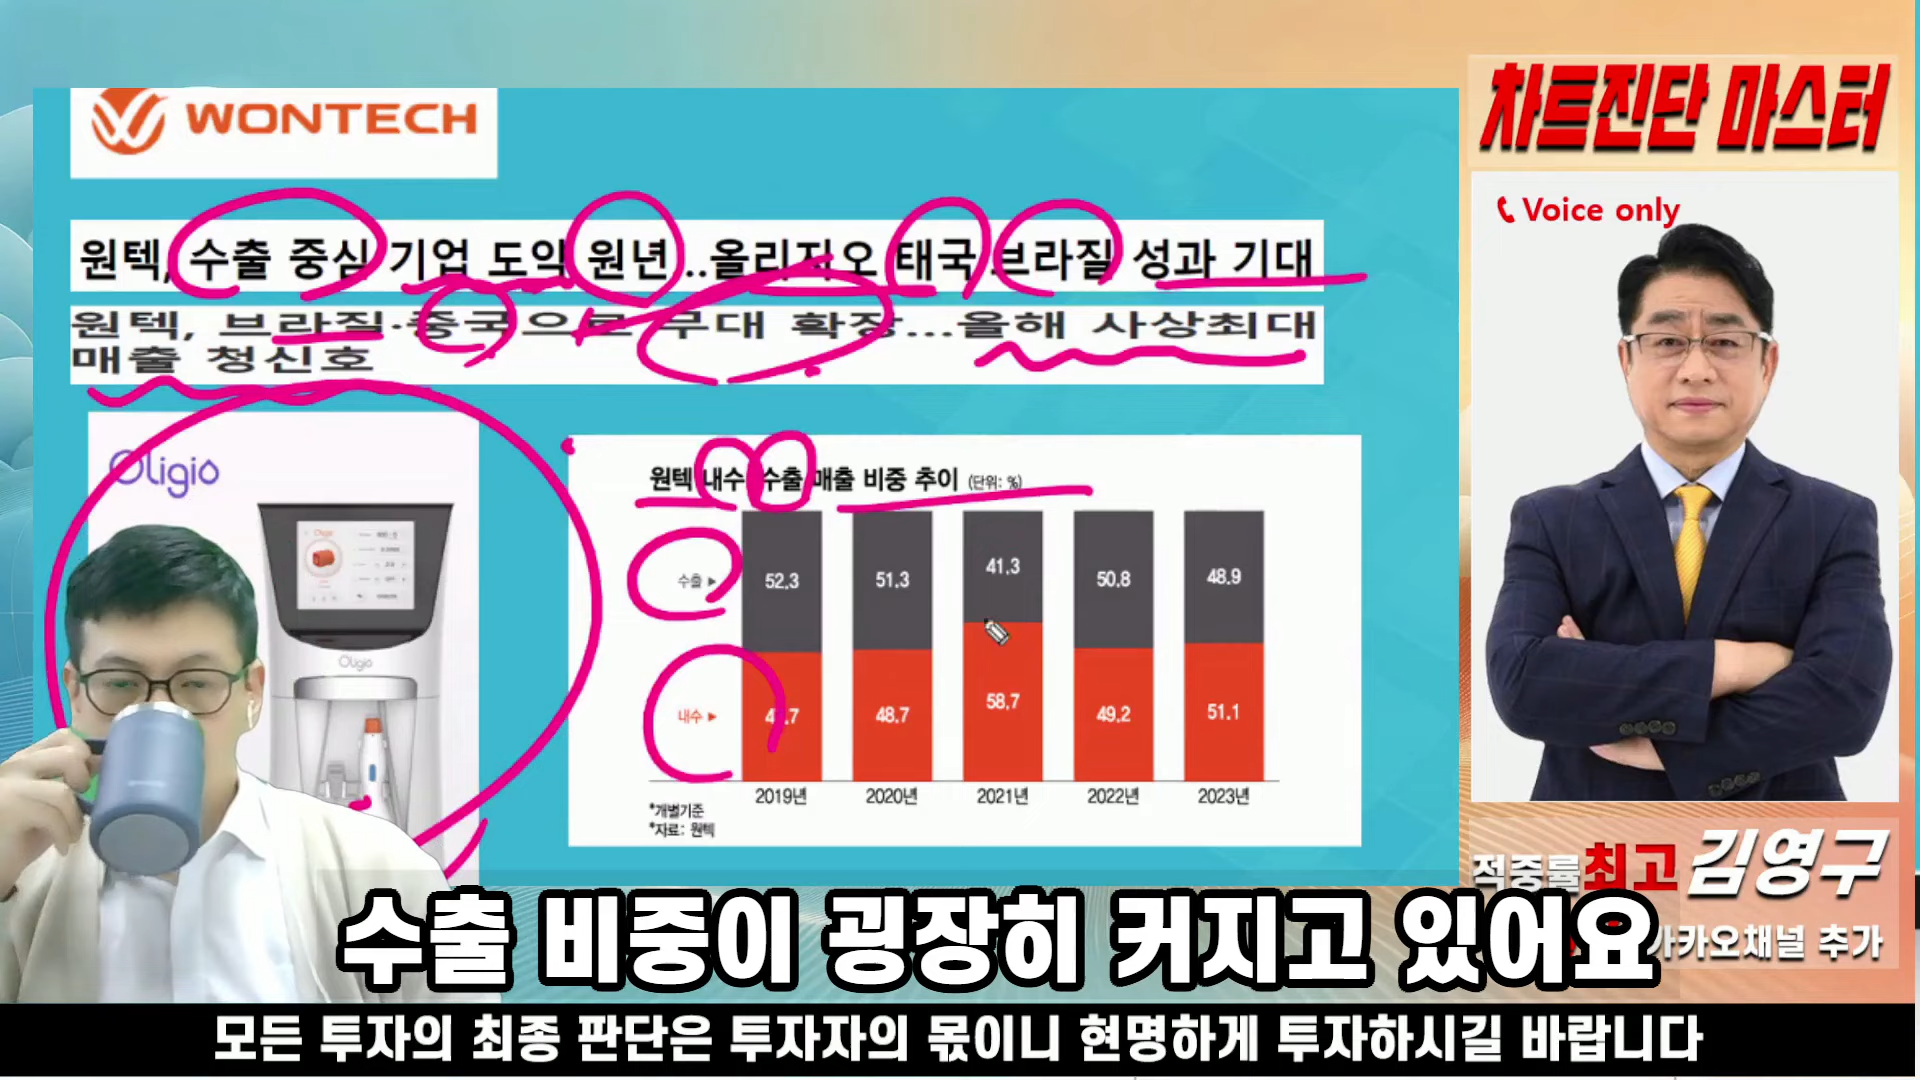 WONTECH
차트진단 마스터
Voice only
원텍, 수출 중심 기업 도약 원년..올리지오 태국 브라질 성과 기대
원텍, 브라질·중국으로 무대 확장...올해 사상최대
매출 청신호
Oligio
원텍 내수 수출 매출 비중 추이 (단위: %)
수출 ▶ 52.3 51.3 41.3 50.8 48.9
Oligio
내수 ▶ 48.7 58.7 49.2 51.1
2019년 2020년 2021년 2022년 2023년
*개별기준
*자료: 원텍
적중률최고 김영구
카카오채널 추가
수출 비중이 굉장히 커지고 있어요
모든 투자의 최종 판단은 투자자의 몫이니 현명하게 투자하시길 바랍니다